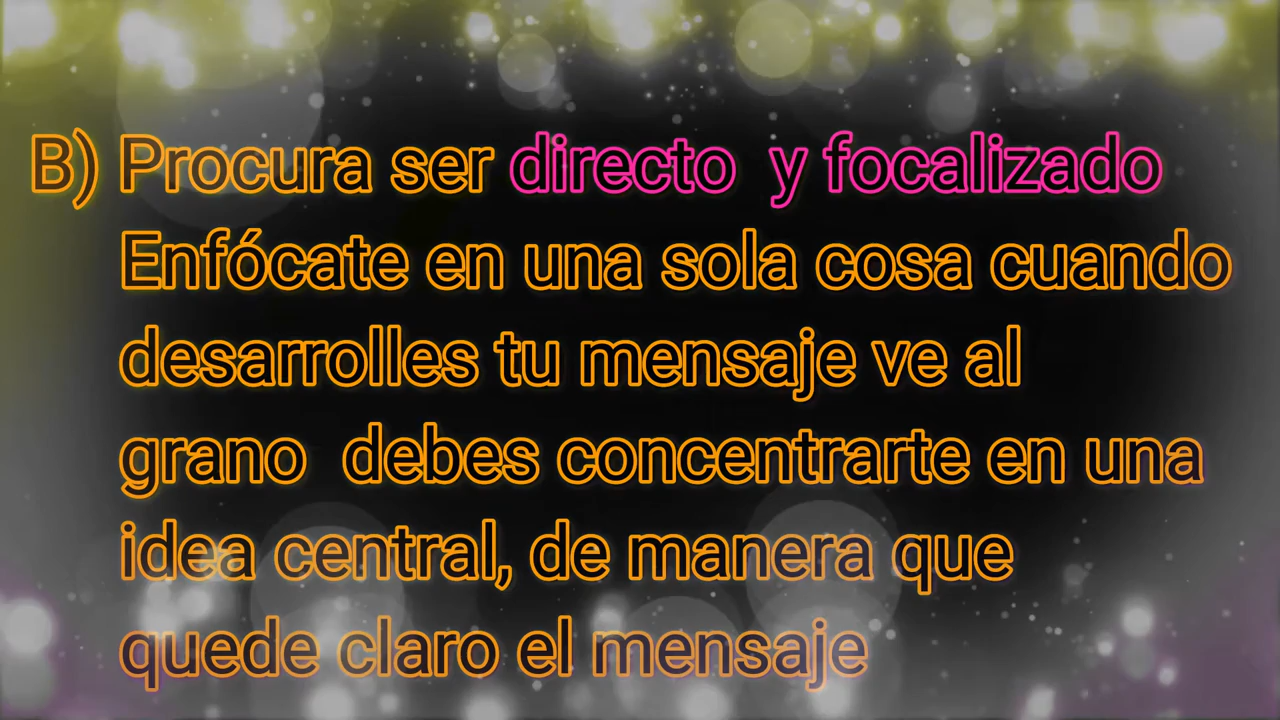 B) Procura ser directo y focalizado
Enfócate en una sola cosa cuando
desarrolles tu mensaje ve al
grano debes concentrarte en una
idea central, de manera que
quede claro el mensaje